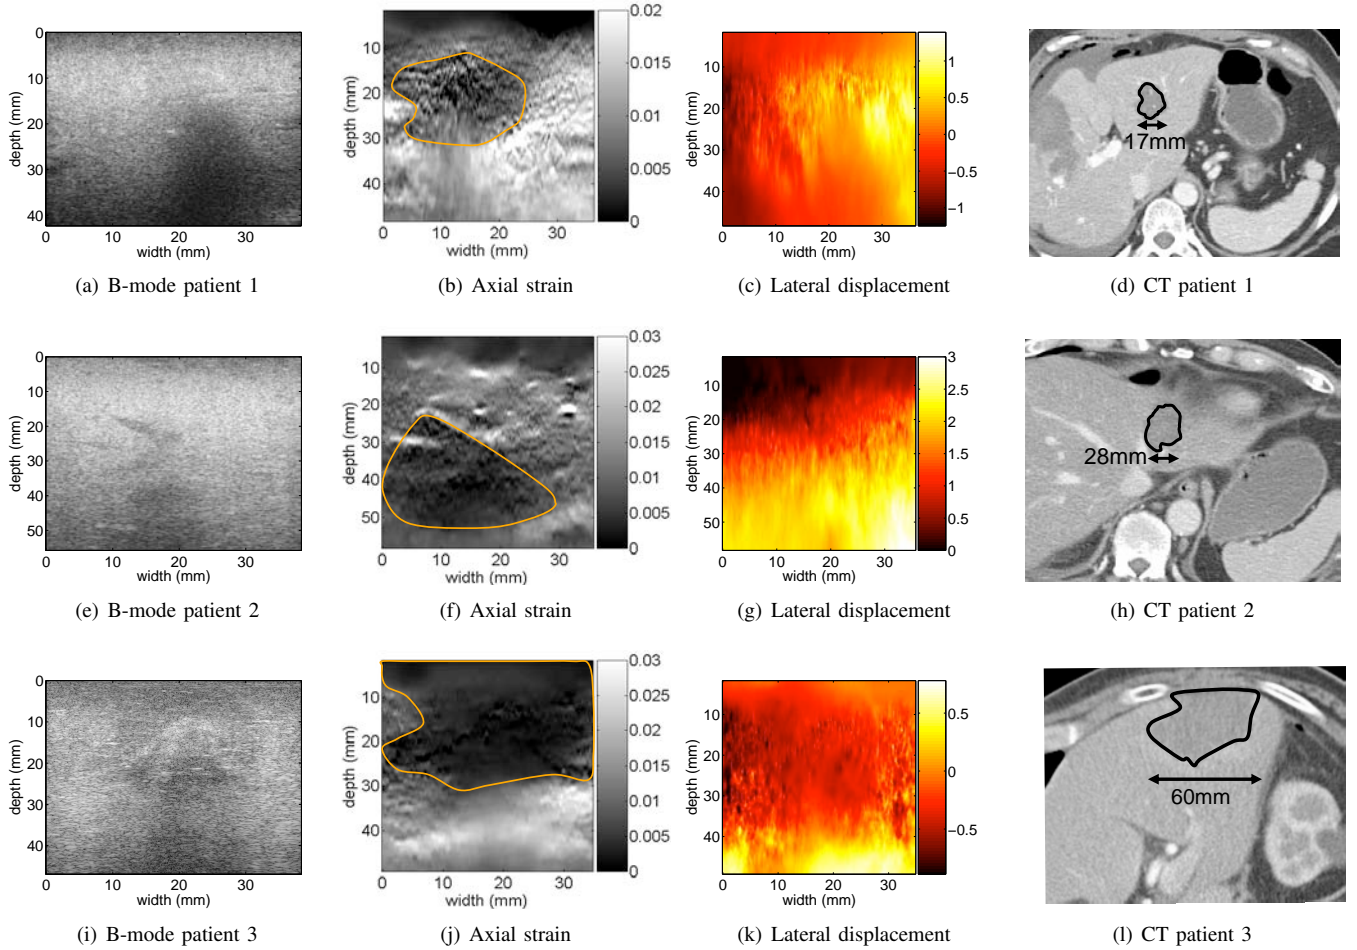 0
10
20
30
40
depth (mm)
0 10 20 30
width (mm)
(a) B-mode patient 1
10
20
30
40
depth (mm)
0 10 20 30
width (mm)
0.02
0.015
0.01
0.005
0
(b) Axial strain
10
20
30
40
depth (mm)
0 10 20 30
width (mm)
1
0.5
0
−0.5
−1
(c) Lateral displacement
17mm
(d) CT patient 1
0
10
20
30
40
50
depth (mm)
0 10 20 30
width (mm)
(e) B-mode patient 2
10
20
30
40
50
depth (mm)
0 10 20 30
width (mm)
0.03
0.025
0.02
0.015
0.01
0.005
0
(f) Axial strain
10
20
30
40
50
depth (mm)
0 10 20 30
width (mm)
3
2.5
2
1.5
1
0.5
0
(g) Lateral displacement
28mm
(h) CT patient 2
0
10
20
30
40
depth (mm)
0 10 20 30
width (mm)
(i) B-mode patient 3
10
20
30
40
depth (mm)
0 10 20 30
width (mm)
0.03
0.025
0.02
0.015
0.01
0.005
0
(j) Axial strain
10
20
30
40
depth (mm)
0 10 20 30
width (mm)
0.5
0
−0.5
(k) Lateral displacement
60mm
(l) CT patient 3